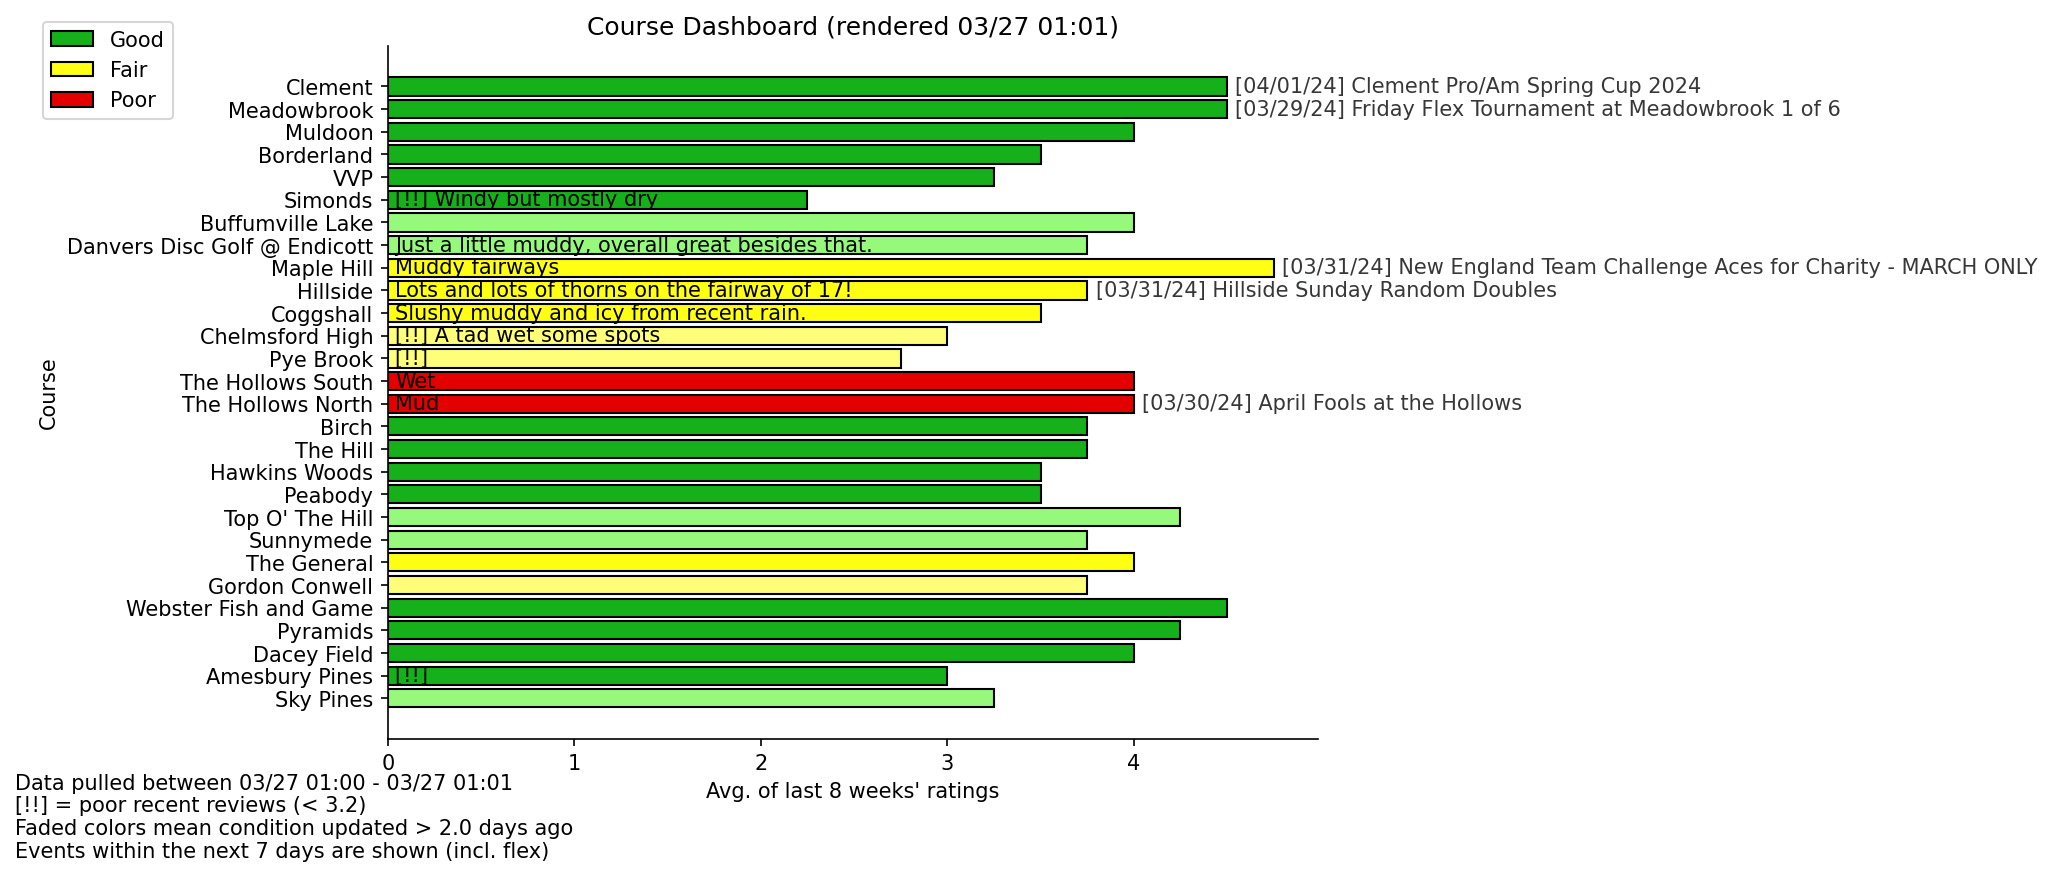 Course Dashboard (rendered 03/27 01:01)
Good
Fair
Poor
Clement [04/01/24] Clement Pro/Am Spring Cup 2024
Meadowbrook [03/29/24] Friday Flex Tournament at Meadowbrook 1 of 6
Muldoon
Borderland
VVP
Simonds [!!] Windy but mostly dry
Buffumville Lake
Danvers Disc Golf @ Endicott Just a little muddy, overall great besides that.
Maple Hill Muddy fairways [03/31/24] New England Team Challenge Aces for Charity - MARCH ONLY
Hillside Lots and lots of thorns on the fairway of 17! [03/31/24] Hillside Sunday Random Doubles
Coggshall Slushy muddy and icy from recent rain.
Chelmsford High [!!] A tad wet some spots
Pye Brook [!!]
The Hollows South Wet
The Hollows North Mud [03/30/24] April Fools at the Hollows
Birch
The Hill
Hawkins Woods
Peabody
Top O' The Hill
Sunnymede
The General
Gordon Conwell
Webster Fish and Game
Pyramids
Dacey Field
Amesbury Pines [!!]
Sky Pines
Course
0 1 2 3 4
Avg. of last 8 weeks' ratings
Data pulled between 03/27 01:00 - 03/27 01:01
[!!] = poor recent reviews (< 3.2)
Faded colors mean condition updated > 2.0 days ago
Events within the next 7 days are shown (incl. flex)